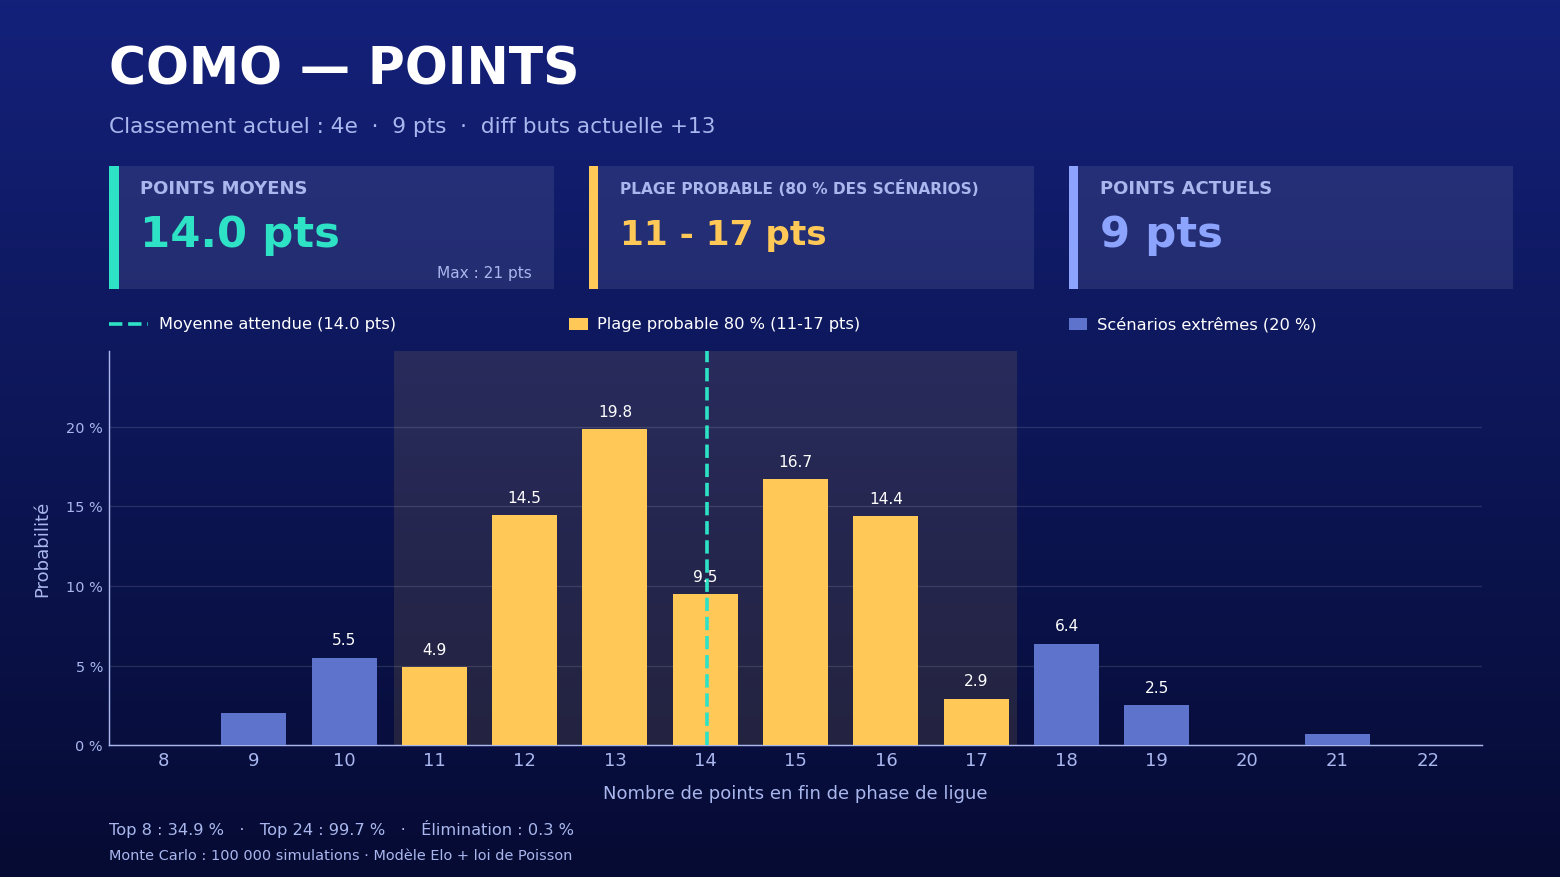 COMO — POINTS
Classement actuel : 4e · 9 pts · diff buts actuelle +13
POINTS MOYENS
14.0 pts
Max : 21 pts
PLAGE PROBABLE (80 % DES SCÉNARIOS)
11 - 17 pts
POINTS ACTUELS
9 pts
Moyenne attendue (14.0 pts)
Plage probable 80 % (11-17 pts)
Scénarios extrêmes (20 %)
Probabilité
20 %
15 %
10 %
5 %
0 %
5.5
4.9
14.5
19.8
9.5
16.7
14.4
2.9
6.4
2.5
8 9 10 11 12 13 14 15 16 17 18 19 20 21 22
Nombre de points en fin de phase de ligue
Top 8 : 34.9 % · Top 24 : 99.7 % · Élimination : 0.3 %
Monte Carlo : 100 000 simulations · Modèle Elo + loi de Poisson